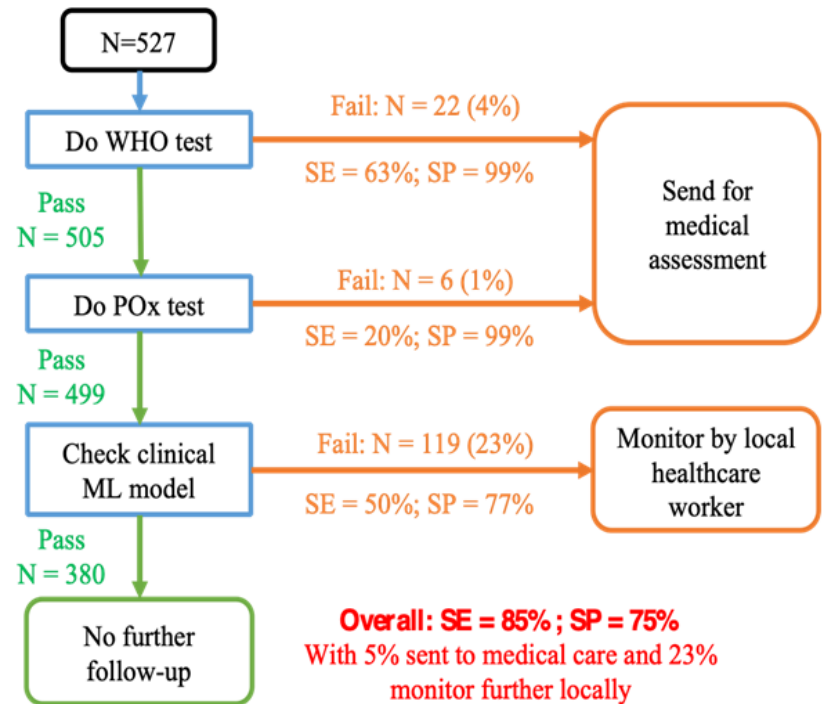 N=527
Do WHO test
Fail: N = 22 (4%)
SE = 63%; SP = 99%
Send for
medical
assessment
Pass
N = 505
Do POx test
Fail: N = 6 (1%)
SE = 20%; SP = 99%
Pass
N = 499
Check clinical
ML model
Fail: N = 119 (23%)
SE = 50%; SP = 77%
Monitor by local
healthcare
worker
Pass
N = 380
No further
follow-up
Overall: SE = 85% ; SP = 75%
With 5% sent to medical care and 23%
monitor further locally